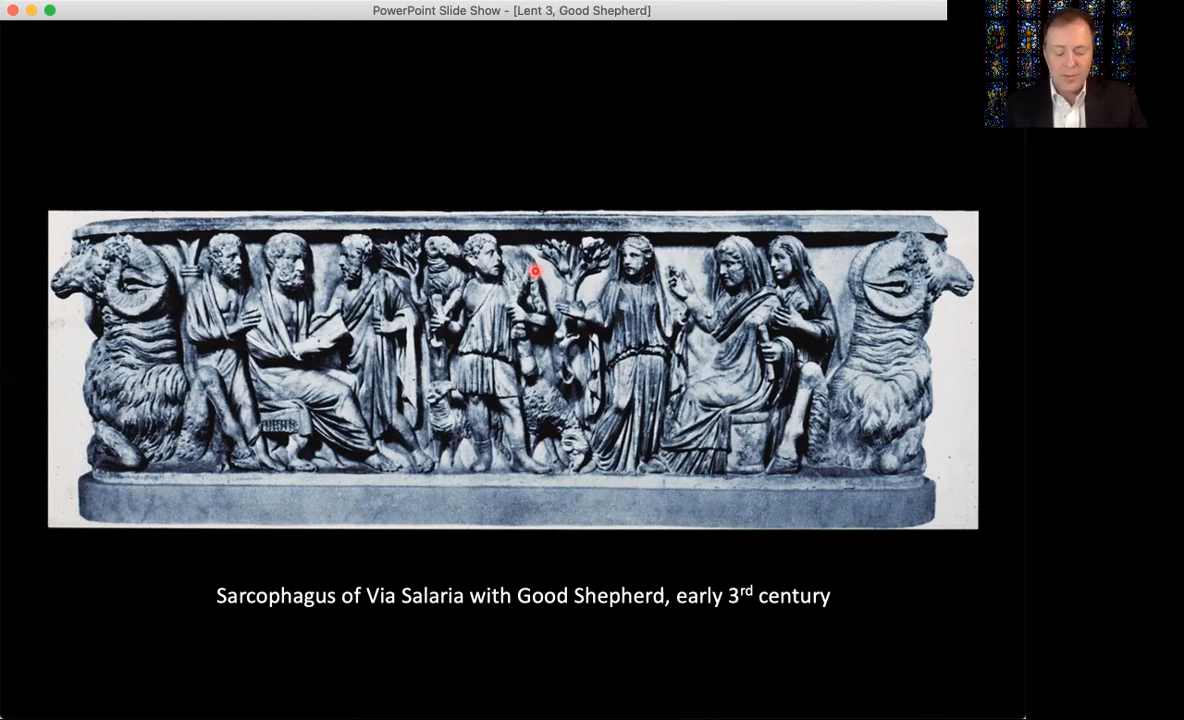 PowerPoint Slide Show - [Lent 3, Good Shepherd]
Sarcophagus of Via Salaria with Good Shepherd, early 3rd century